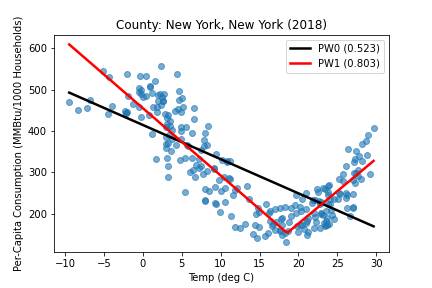 County: New York, New York (2018)
Per-Capita Consumption (MMBtu/1000 Households)
600
500
400
300
200
PW0 (0.523)
PW1 (0.803)
−10 −5 0 5 10 15 20 25 30
Temp (deg C)